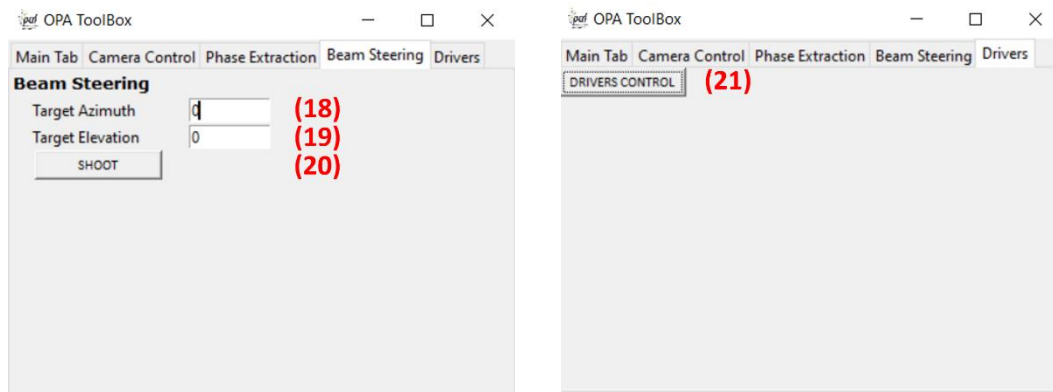 OPA ToolBox
Main Tab Camera Control Phase Extraction Beam Steering Drivers
Beam Steering
Target Azimuth 0 (18)
Target Elevation 0 (19)
SHOOT (20)
OPA ToolBox
Main Tab Camera Control Phase Extraction Beam Steering Drivers
DRIVERS CONTROL (21)